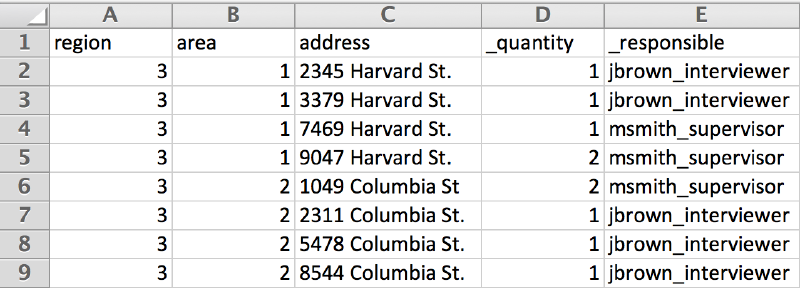 A B C D E
1 region area address _quantity _responsible
2 3 1 2345 Harvard St. 1 jbrown_interviewer
3 3 1 3379 Harvard St. 1 jbrown_interviewer
4 3 1 7469 Harvard St. 1 msmith_supervisor
5 3 1 9047 Harvard St. 2 msmith_supervisor
6 3 2 1049 Columbia St 2 msmith_supervisor
7 3 2 2311 Columbia St. 1 jbrown_interviewer
8 3 2 5478 Columbia St. 1 jbrown_interviewer
9 3 2 8544 Columbia St. 1 jbrown_interviewer